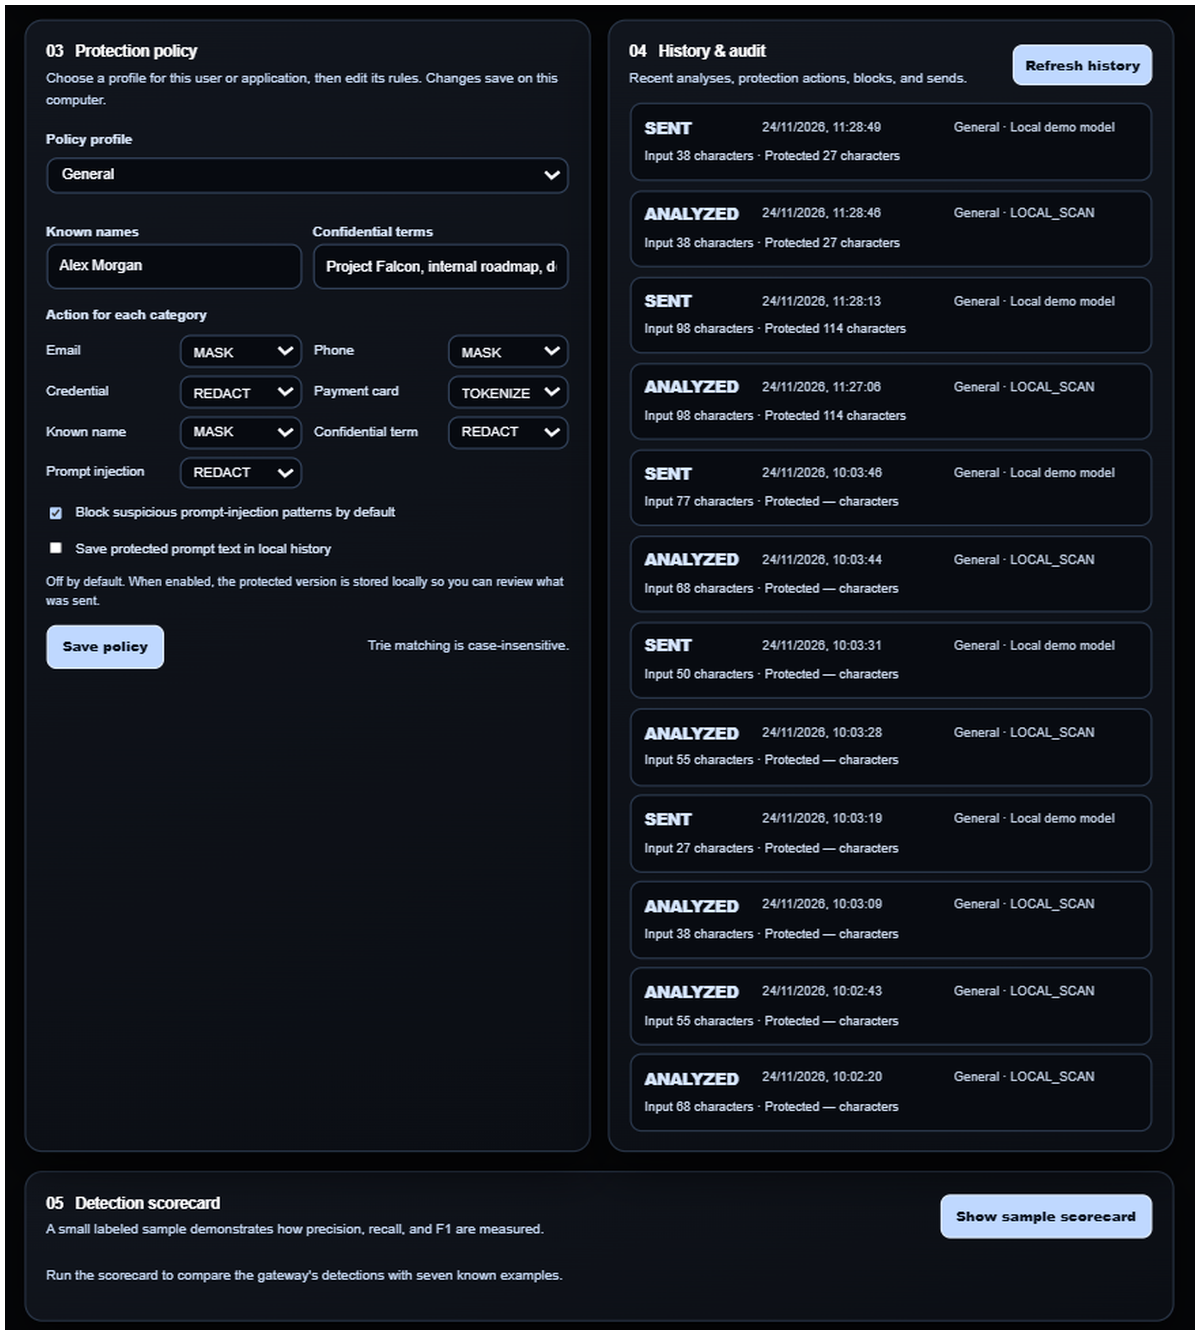 03 Protection policy
Choose a profile for this user or application, then edit its rules. Changes save on this
computer.
Policy profile
General
Known names
Confidential terms
Alex Morgan
Project Falcon, internal roadmap, d
Action for each category
Email MASK Phone MASK
Credential REDACT Payment card TOKENIZE
Known name MASK Confidential term REDACT
Prompt injection REDACT
Block suspicious prompt-injection patterns by default
Save protected prompt text in local history
Off by default. When enabled, the protected version is stored locally so you can review what
was sent.
Save policy
Trie matching is case-insensitive.
04 History & audit
Recent analyses, protection actions, blocks, and sends.
Refresh history
SENT 24/11/2026, 11:28:49 General · Local demo model
Input 38 characters · Protected 27 characters
ANALYZED 24/11/2026, 11:28:46 General · LOCAL_SCAN
Input 38 characters · Protected 27 characters
SENT 24/11/2026, 11:28:13 General · Local demo model
Input 98 characters · Protected 114 characters
ANALYZED 24/11/2026, 11:27:06 General · LOCAL_SCAN
Input 98 characters · Protected 114 characters
SENT 24/11/2026, 10:03:46 General · Local demo model
Input 77 characters · Protected — characters
ANALYZED 24/11/2026, 10:03:44 General · LOCAL_SCAN
Input 68 characters · Protected — characters
SENT 24/11/2026, 10:03:31 General · Local demo model
Input 50 characters · Protected — characters
ANALYZED 24/11/2026, 10:03:28 General · LOCAL_SCAN
Input 55 characters · Protected — characters
SENT 24/11/2026, 10:03:19 General · Local demo model
Input 27 characters · Protected — characters
ANALYZED 24/11/2026, 10:03:09 General · LOCAL_SCAN
Input 38 characters · Protected — characters
ANALYZED 24/11/2026, 10:02:43 General · LOCAL_SCAN
Input 55 characters · Protected — characters
ANALYZED 24/11/2026, 10:02:20 General · LOCAL_SCAN
Input 68 characters · Protected — characters
05 Detection scorecard
A small labeled sample demonstrates how precision, recall, and F1 are measured.
Show sample scorecard
Run the scorecard to compare the gateway's detections with seven known examples.